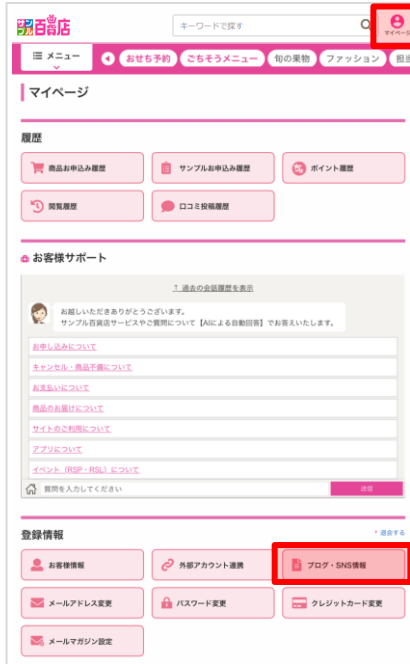 サンプル百貨店
キーワードで探す
マイページ
メニュー
おせち予約 ごちそうメニュー 旬の果物 ファッション 担当
マイページ
履歴
商品お申込み履歴 サンプルお申込み履歴 ポイント履歴
閲覧履歴 口コミ投稿履歴
お客様サポート
↑ 過去の会話履歴を表示
お越しいただきありがとうございます。
サンプル百貨店サービスやご質問について【AIによる自動回答】でお答えいたします。
お申し込みについて
キャンセル・商品不備について
お支払いについて
商品のお届けについて
サイトのご利用について
アプリについて
イベント（RSP・RSL）について
質問を入力してください 送信
登録情報 退会する
お客様情報 外部アカウント連携 ブログ・SNS情報
メールアドレス変更 パスワード変更 クレジットカード変更
メールマガジン設定